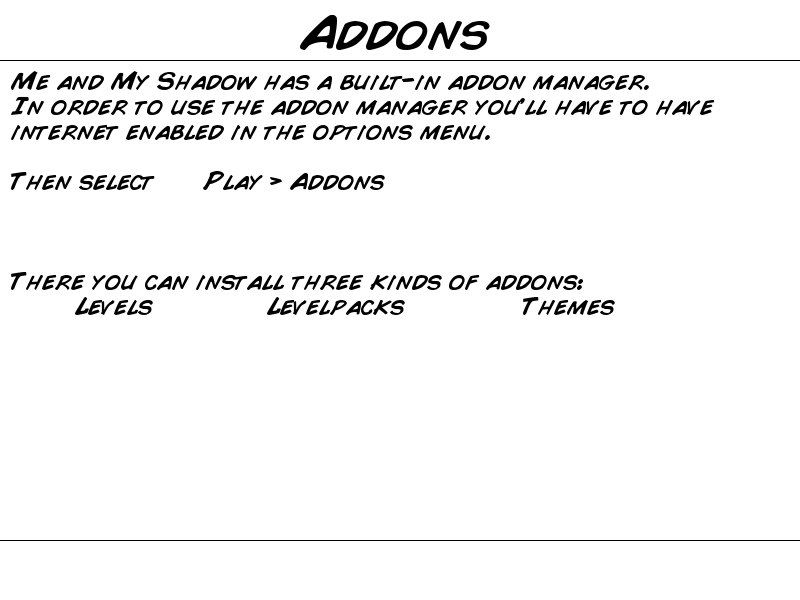 Addons
Me and My Shadow has a built-in addon manager.
In order to use the addon manager you'll have to have
internet enabled in the options menu.
Then select Play > Addons
There you can install three kinds of addons:
Levels Levelpacks Themes